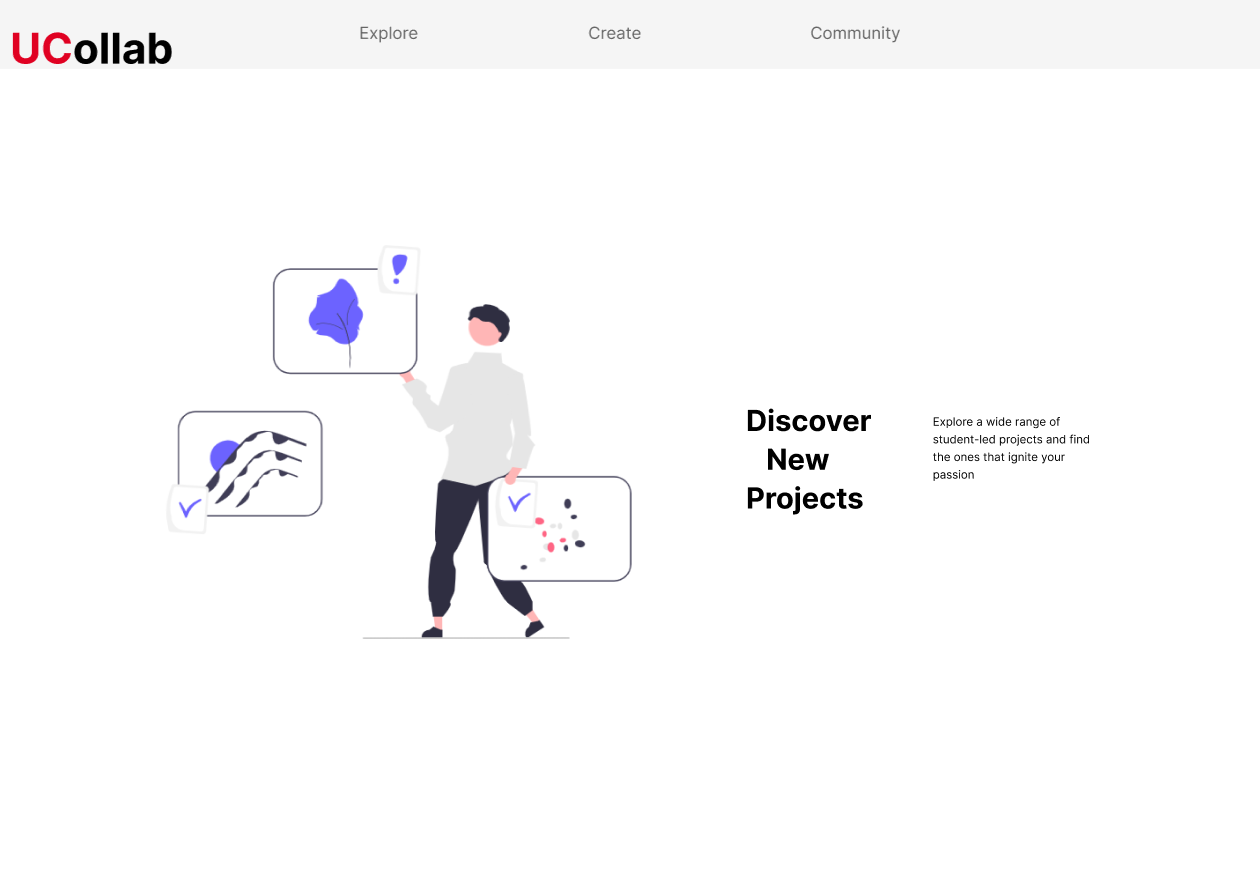 UCollab
Explore
Create
Community
Discover
New
Projects
Explore a wide range of
student-led projects and find
the ones that ignite your
passion